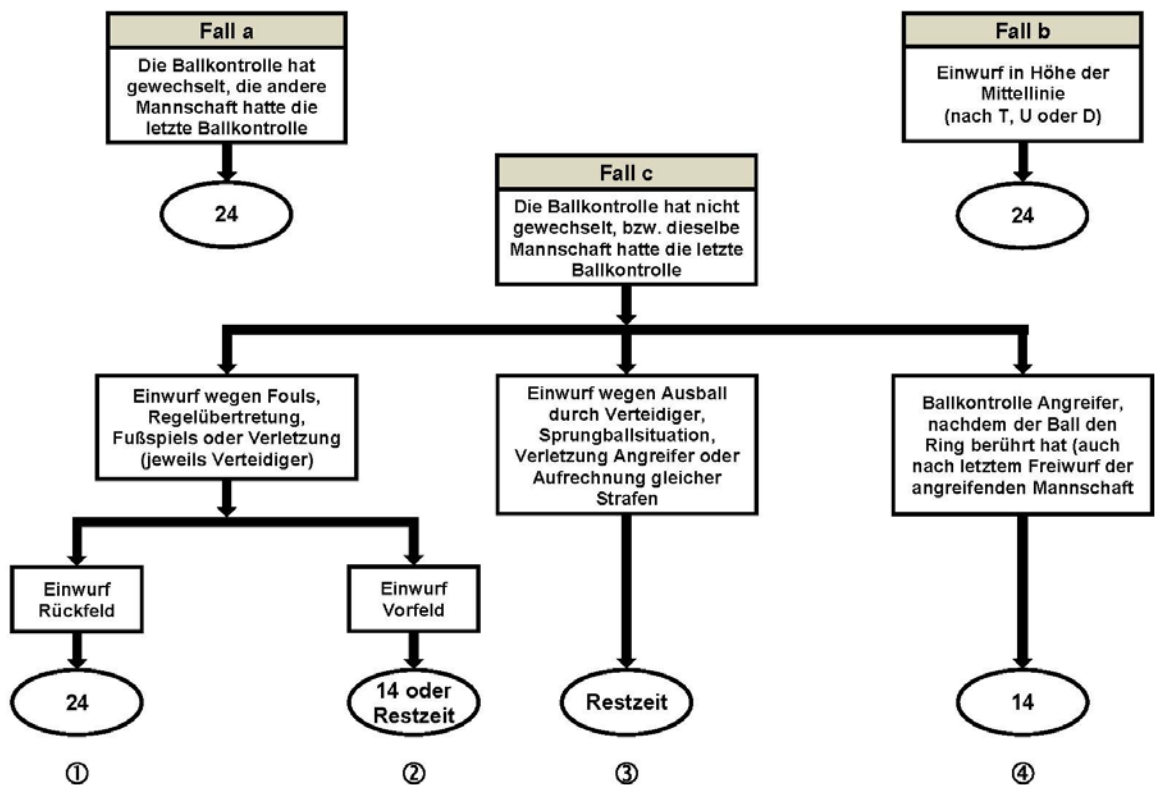 Fall a
Die Ballkontrolle hat
gewechselt, die andere
Mannschaft hatte die
letzte Ballkontrolle
24
Fall b
Einwurf in Höhe der
Mittellinie
(nach T, U oder D)
24
Fall c
Die Ballkontrolle hat nicht
gewechselt, bzw. dieselbe
Mannschaft hatte die letzte
Ballkontrolle
Einwurf wegen Fouls,
Regelübertretung,
Fußspiels oder Verletzung
(jeweils Verteidiger)
Einwurf wegen Ausball
durch Verteidiger,
Sprungballsituation,
Verletzung Angreifer oder
Aufrechnung gleicher
Strafen
Ballkontrolle Angreifer,
nachdem der Ball den
Ring berührt hat (auch
nach letztem Freiwurf der
angreifenden Mannschaft
Einwurf
Rückfeld
Einwurf
Vorfeld
24
14 oder
Restzeit
Restzeit
14
①
②
③
④